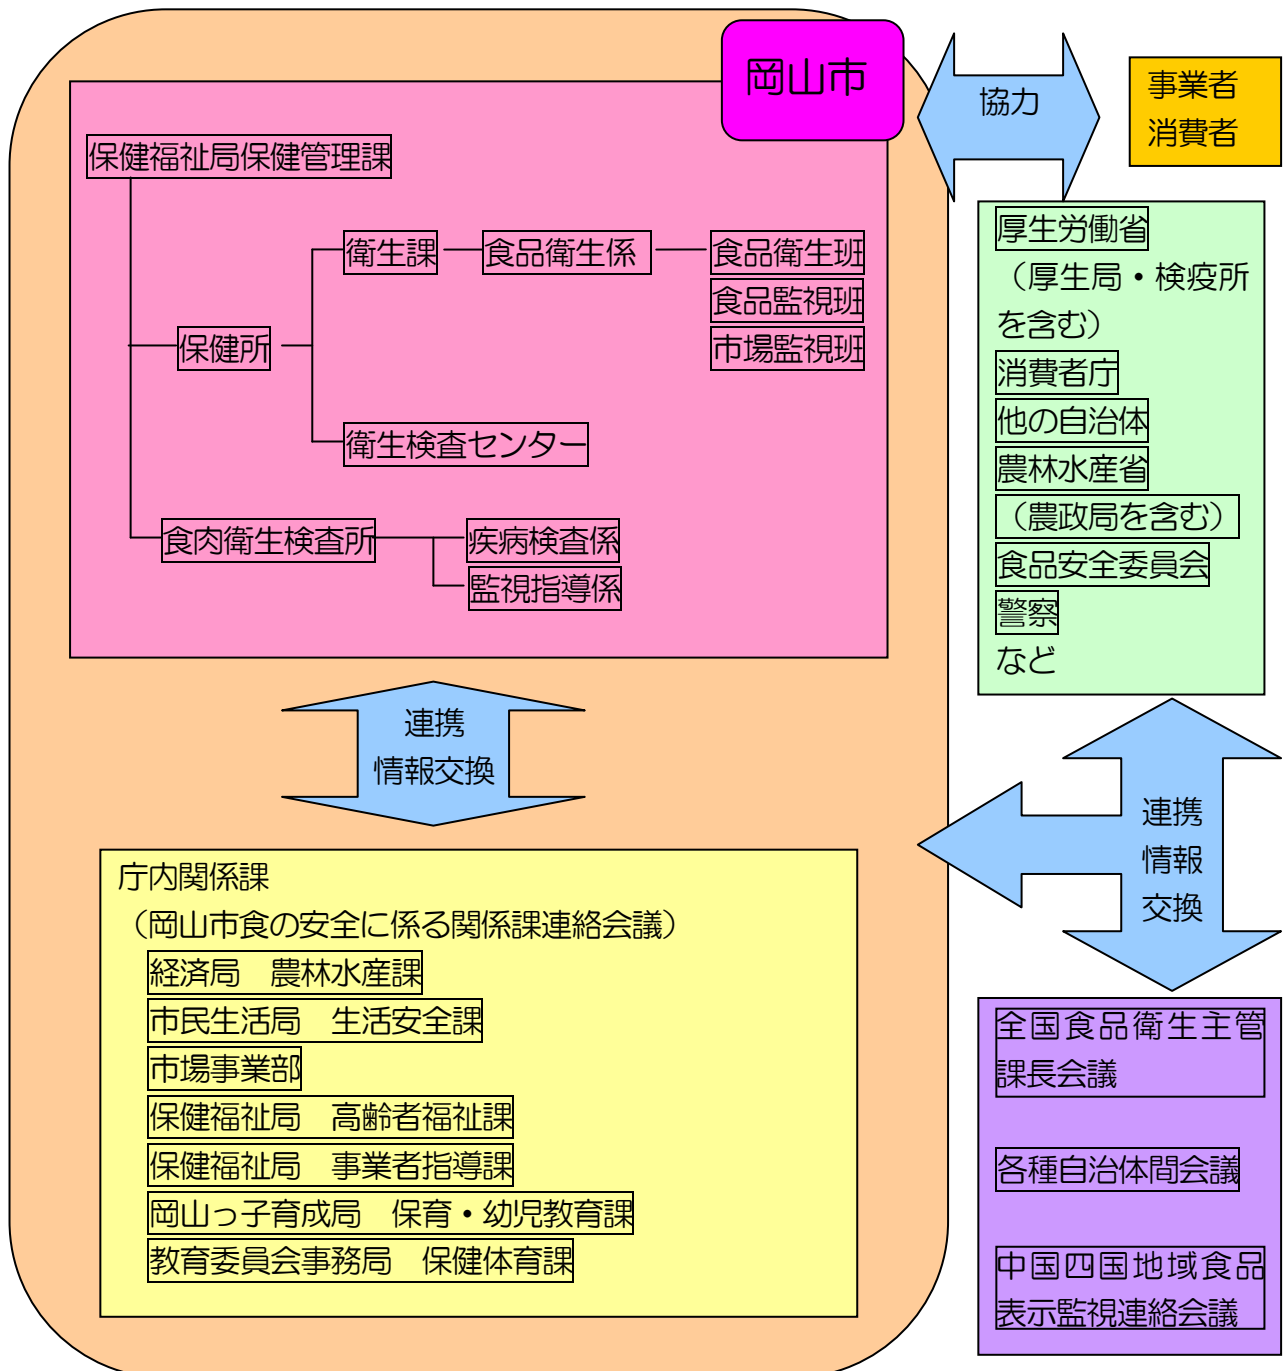 岡山市
協力
事業者
消費者
保健福祉局保健管理課
衛生課
食品衛生係
食品衛生班
食品監視班
保健所
市場監視班
衛生検査センター
食肉衛生検査所
疾病検査係
監視指導係
厚生労働省
（厚生局・検疫所
を含む）
消費者庁
他の自治体
農林水産省
（農政局を含む）
食品安全委員会
警察
など
連携
情報交換
連携
情報
交換
庁内関係課
（岡山市食の安全に係る関係課連絡会議）
経済局　農林水産課
市民生活局　生活安全課
市場事業部
保健福祉局　高齢者福祉課
保健福祉局　事業者指導課
岡山っ子育成局　保育・幼児教育課
教育委員会事務局　保健体育課
全国食品衛生主管
課長会議
各種自治体間会議
中国四国地域食品
表示監視連絡会議